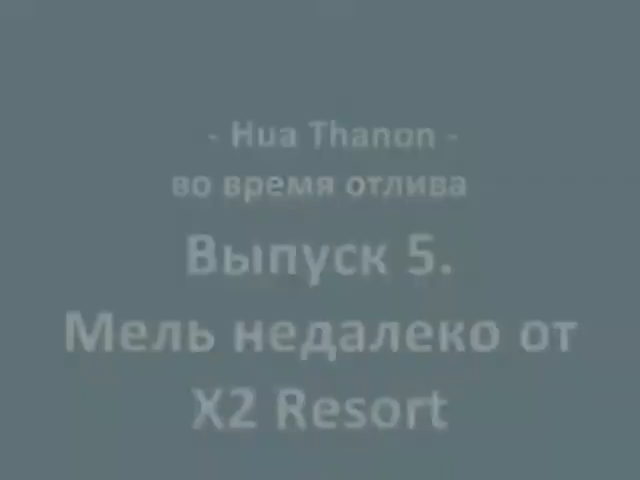 - Hua Thanon -
во время отлива
Выпуск 5.
Мель недалеко от
X2 Resort